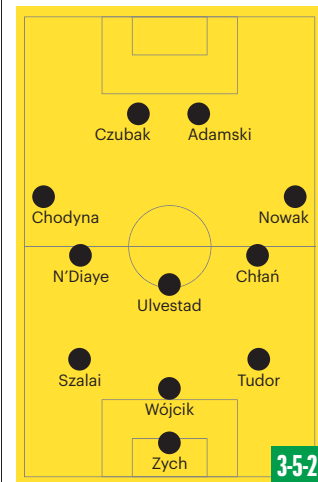 Czubak Adamski
Chodyna Nowak
N'Diaye Chłań
Ulvestad
Szalai Tudor
Wójcik
Zych
3-5-2